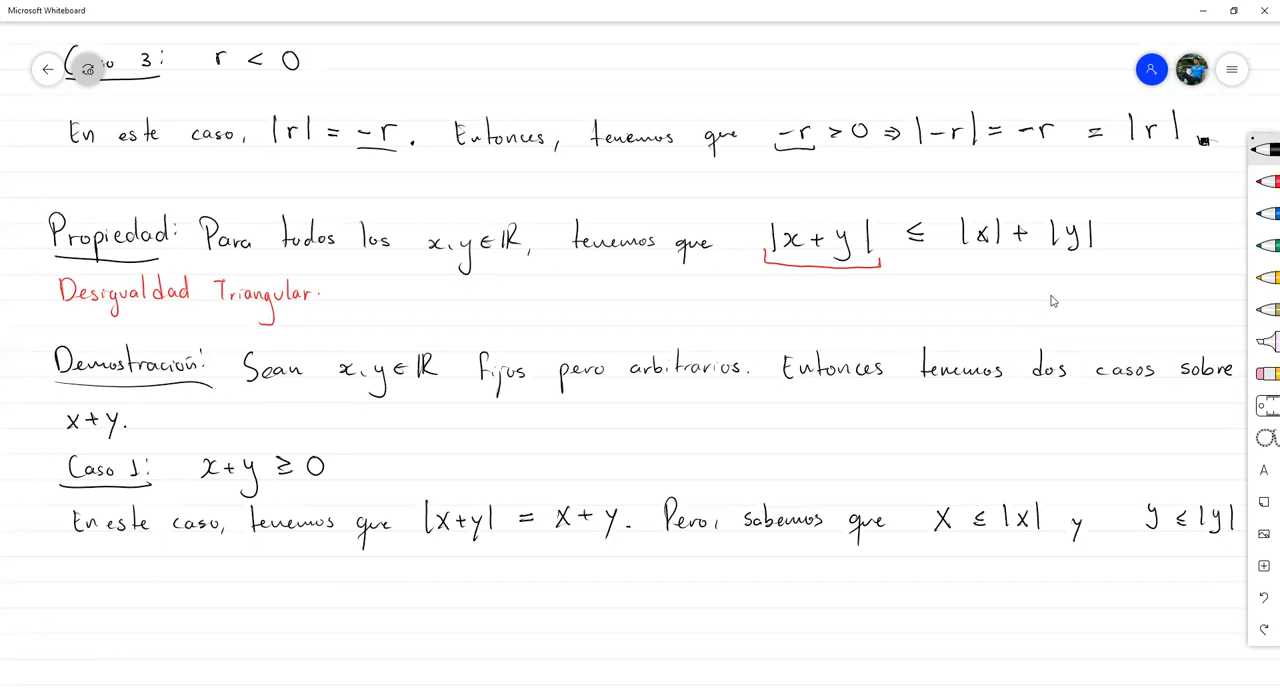 Microsoft Whiteboard
3: r < 0
En este caso, |r| = -r. Entonces, tenemos que -r > 0 ⇒ |-r| = -r = |r|
Propiedad: Para todos los x, y ∈ ℝ, tenemos que |x + y| ≤ |x| + |y|
Desigualdad Triangular.
Demostración: Sean x, y ∈ ℝ fijos pero arbitrarios. Entonces tenemos dos casos sobre
x + y.
Caso 1: x + y ≥ 0
En este caso, tenemos que |x+y| = x + y. Pero, sabemos que x ≤ |x| y y ≤ |y|
A